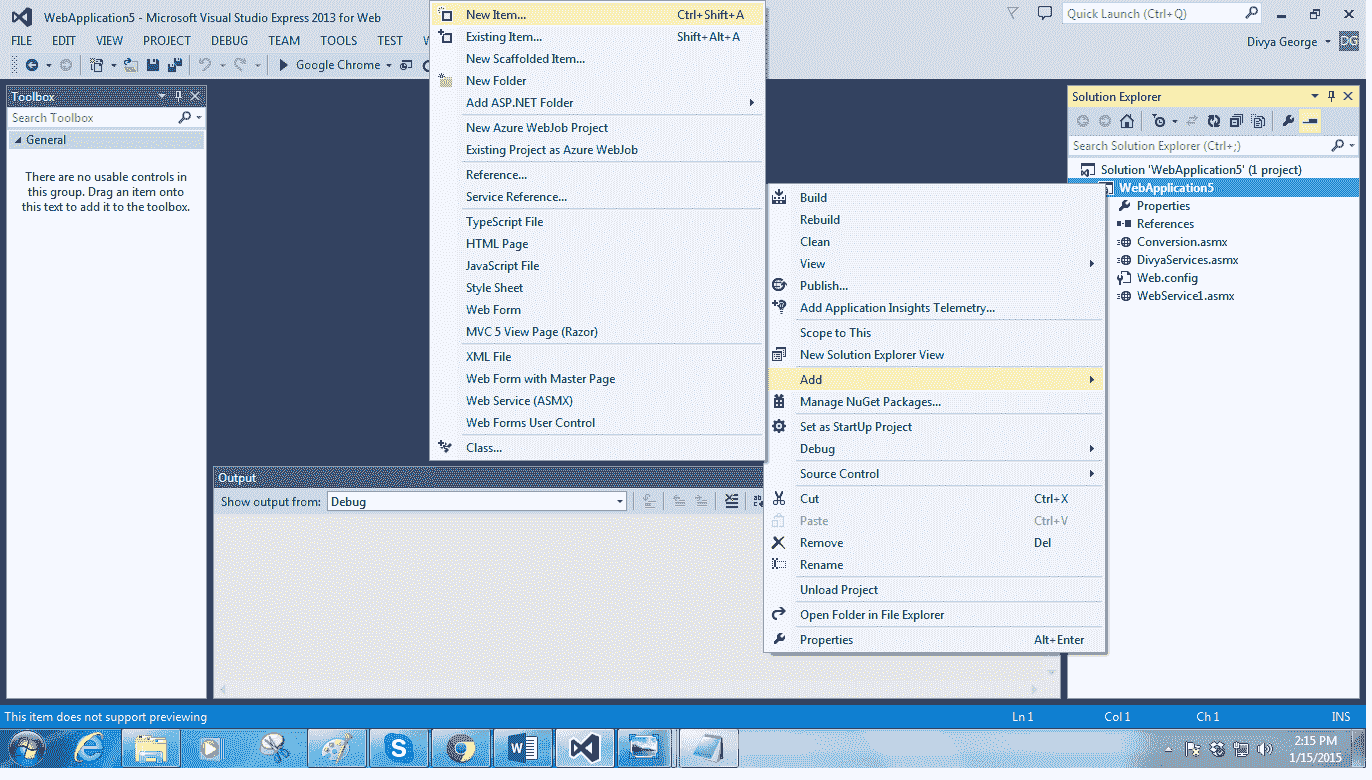 WebApplication5 - Microsoft Visual Studio Express 2013 for Web
Quick Launch (Ctrl+Q)
FILE EDIT VIEW PROJECT DEBUG TEAM TOOLS TEST
Divya George DG
Google Chrome
Toolbox
Search Toolbox
General
There are no usable controls in
this group. Drag an item onto
this text to add it to the toolbox.
New Item... Ctrl+Shift+A
Existing Item... Shift+Alt+A
New Scaffolded Item...
New Folder
Add ASP.NET Folder
New Azure WebJob Project
Existing Project as Azure WebJob
Reference...
Service Reference...
TypeScript File
HTML Page
JavaScript File
Style Sheet
Web Form
MVC 5 View Page (Razor)
XML File
Web Form with Master Page
Web Service (ASMX)
Web Forms User Control
Class...
Build
Rebuild
Clean
View
Publish...
Add Application Insights Telemetry...
Scope to This
New Solution Explorer View
Add
Manage NuGet Packages...
Set as StartUp Project
Debug
Source Control
Cut Ctrl+X
Paste Ctrl+V
Remove Del
Rename
Unload Project
Open Folder in File Explorer
Properties Alt+Enter
Solution Explorer
Search Solution Explorer (Ctrl+;)
Solution 'WebApplication5' (1 project)
WebApplication5
Properties
References
Conversion.asmx
DivyaServices.asmx
Web.config
WebService1.asmx
Output
Show output from: Debug
This item does not support previewing
Ln 1 Col 1 Ch 1 INS
2:15 PM
1/15/2015